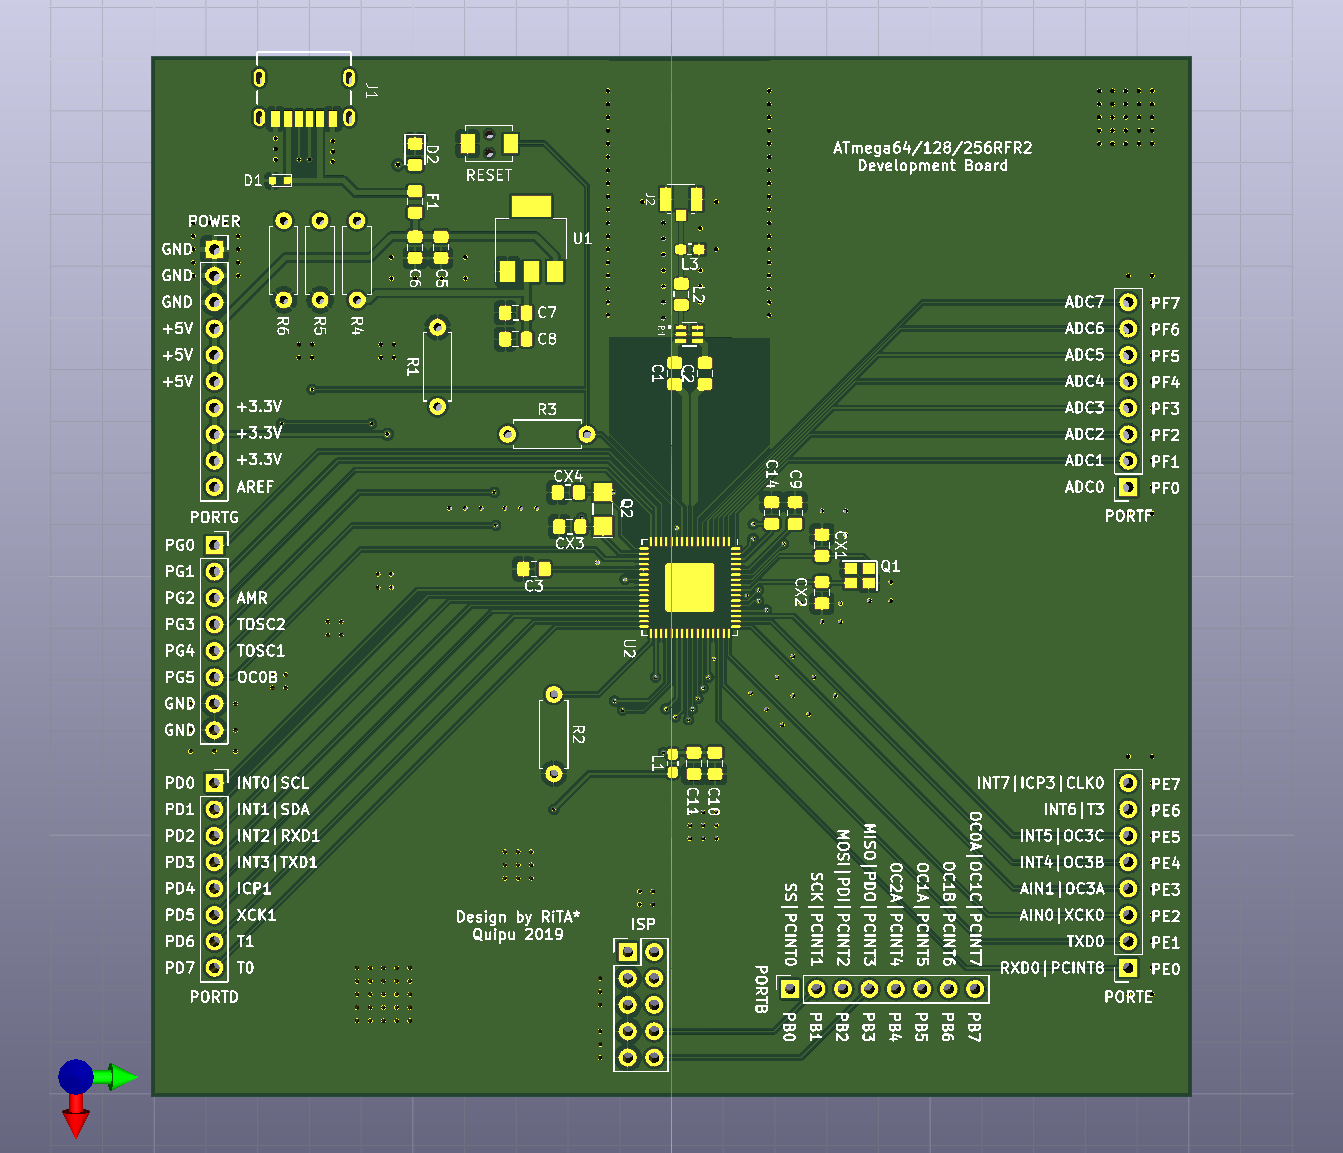 J1
ATmega64/128/256RFR2
Development Board
D2
RESET
D1
F1
J2
POWER
U1
GND
L3
GND
C6
C5
L2
GND
ADC7
PF7
R6
R5
R4
C7
+5V
ADC6
PF6
C8
+5V
ADC5
PF5
R1
C1
C2
+5V
ADC4
PF4
+3.3V
R3
ADC3
PF3
+3.3V
ADC2
PF2
+3.3V
ADC1
PF1
CX4
C14
C9
AREF
ADC0
PF0
Q2
PORTG
PORTF
PG0
CX3
CX1
PG1
Q1
C3
PG2
AMR
CX2
PG3
TOSC2
PG4
TOSC1
U2
PG5
OC0B
GND
GND
R2
L1
PD0
INT0|SCL
INT7|ICP3|CLK0
PE7
C11
C10
PD1
INT1|SDA
INT6|T3
PE6
PD2
INT2|RXD1
INT5|OC3C
PE5
PD3
INT3|TXD1
INT4|OC3B
PE4
PD4
ICP1
AIN1|OC3A
PE3
PD5
XCK1
AIN0|XCK0
PE2
PD6
T1
TXD0
PE1
PD7
T0
RXD0|PCINT8
PE0
PORTD
PORTE
Design by RiTA*
Quipu 2019
ISP
SS|PCINT0
SCK|PCINT1
MOSI|PDI|PCINT2
MISO|PDO|PCINT3
OC2A|PCINT4
OC1A|PCINT5
OC1B|PCINT6
OC0A|OC1C|PCINT7
PORTB
PB0
PB1
PB2
PB3
PB4
PB5
PB6
PB7